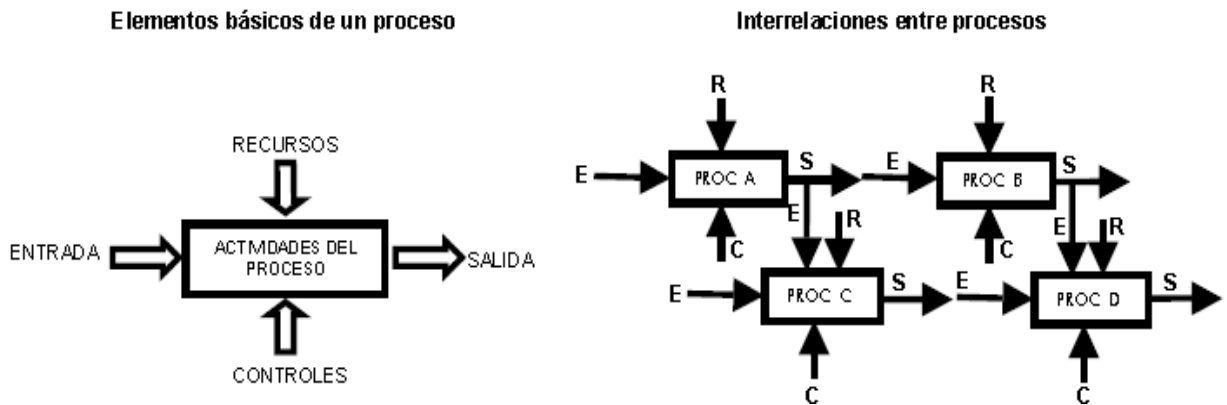 Elementos básicos de un proceso
RECURSOS
ENTRADA
ACTIVIDADES DEL
PROCESO
SALIDA
CONTROLES
Interrelaciones entre procesos
R
R
E
PROC A
S
E
PROC B
S
E
R
E
R
C
C
E
PROC C
S
E
PROC D
S
C
C